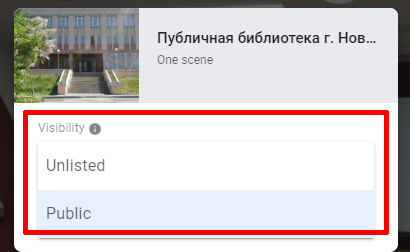 Публичная библиотека г. Нов...
One scene
Visibility
Unlisted
Public